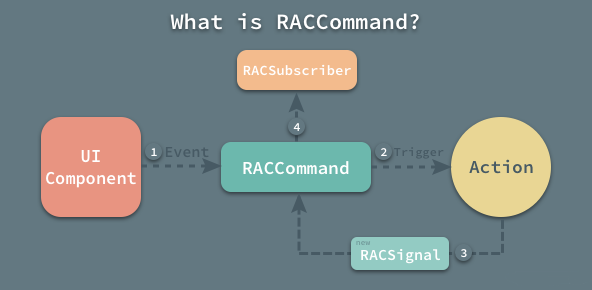 What is RACCommand?
RACSubscriber
4
UI
Component
1
Event
RACCommand
2
Trigger
Action
new
RACSignal
3